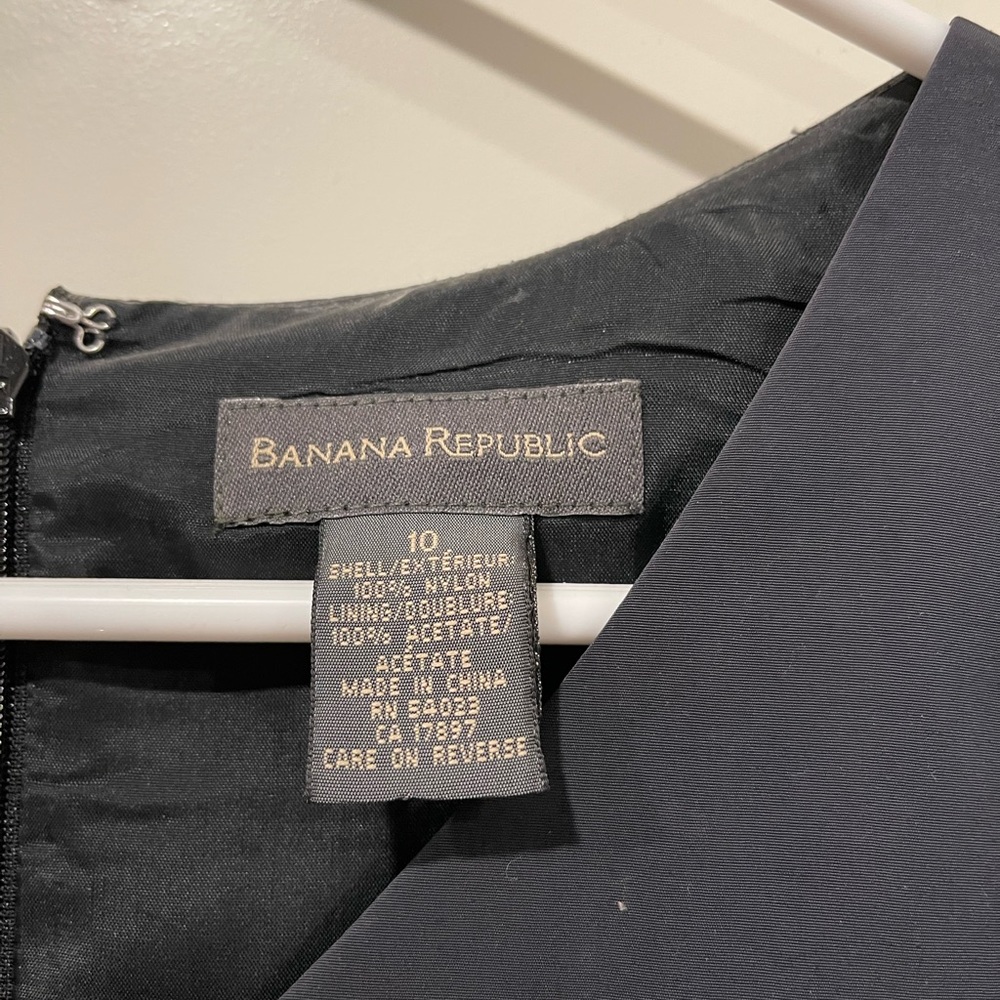 BANANA REPUBLIC
10
SHELL/EXTÉRIEUR:
100% NYLON
LINING/DOUBLURE
100% ACETATE/
ACÉTATE
MADE IN CHINA
RN 54023
CA 17897
CARE ON REVERSE